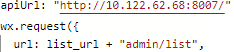 apiUrl: "http://10.122.62.68:8007/"
wx.request({
url: list_url + "admin/list",